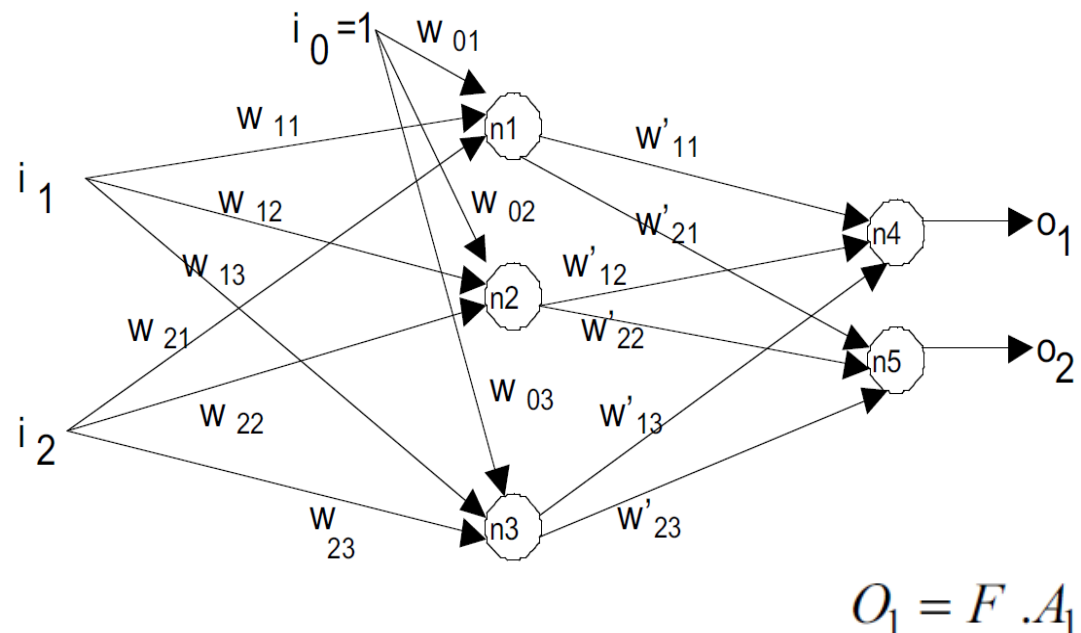 i 0 =1
w 01
w 11
n1
w' 11
i 1
w 12
w 02
w' 21
n4
o 1
w 13
w' 12
n2
w 21
w' 22
n5
o 2
w 03
w 22
w' 13
i 2
w 23
n3
w' 23
O1 = F .A1